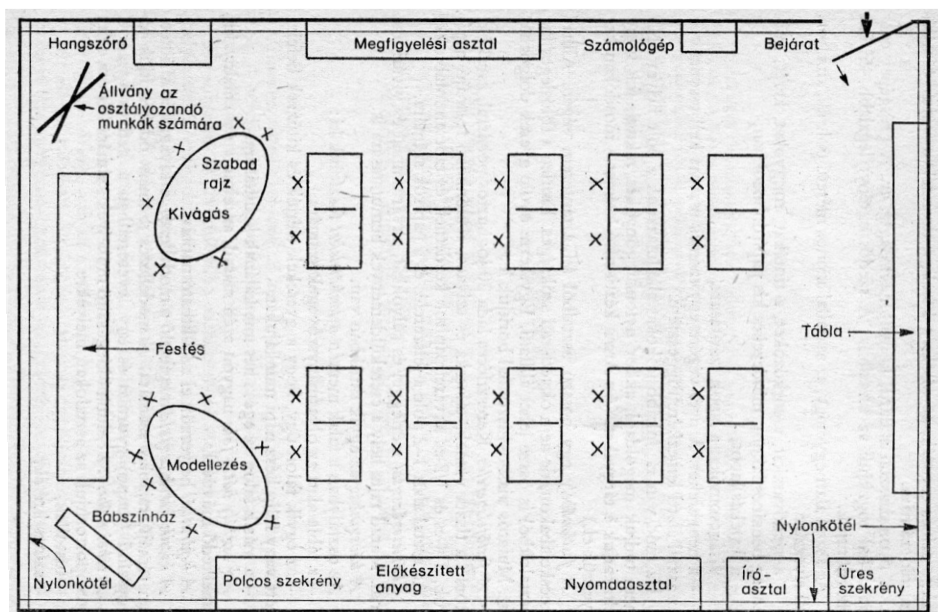 Hangszóró
Megfigyelési asztal
Számológép
Bejárat
Állvány az
osztályozandó
munkák számára
Szabad
rajz
Kivágás
Festés
Tábla
Modellezés
Bábszínház
Nylonkötél
Nylonkötél
Polcos szekrény
Előkészített
anyag
Nyomdaasztal
Író-
asztal
Üres
szekrény